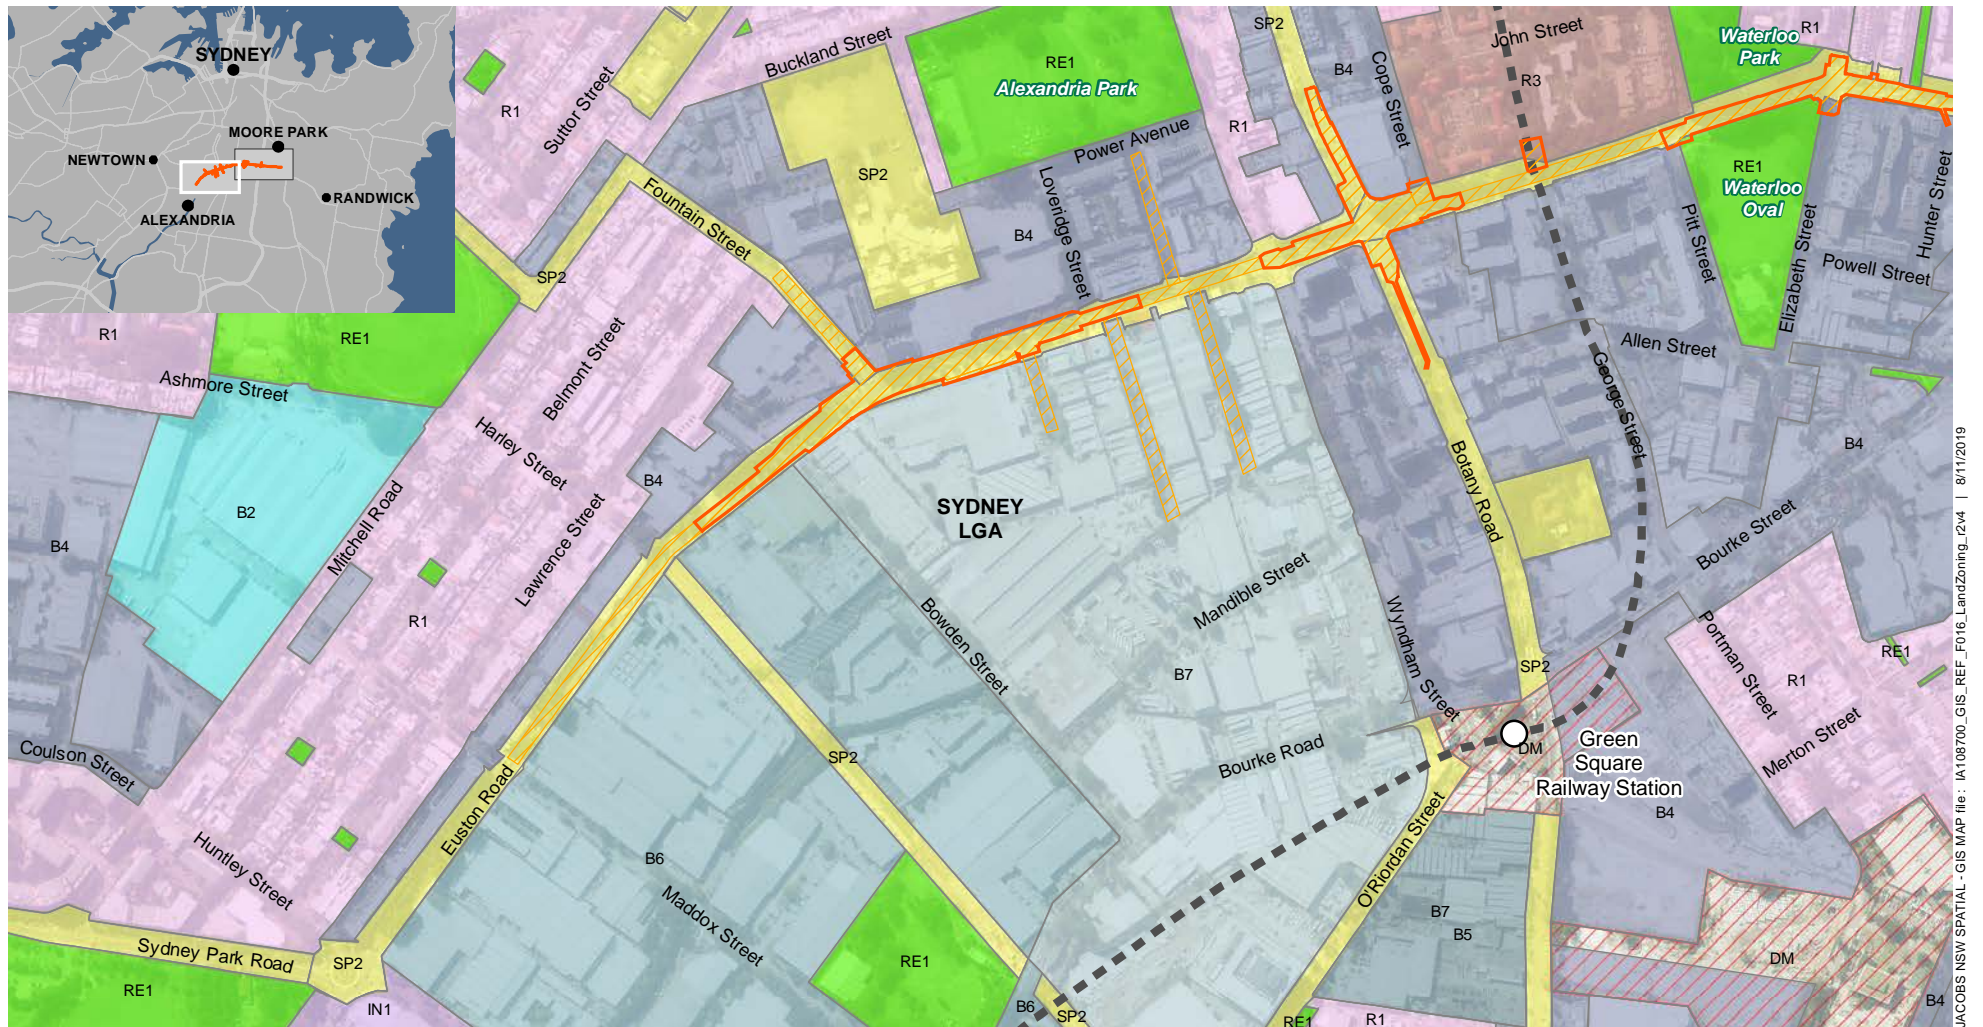 SYDNEY
MOORE PARK
NEWTOWN
RANDWICK
ALEXANDRIA
Buckland Street
Suttor Street
R1
RE1
Alexandria Park
SP2
B4
Cope Street
John Street
R3
Waterloo
Park
R1
SP2
Power Avenue
R1
Loveridge Street
B4
Fountain Street
SP2
RE1
Waterloo
Oval
Pitt Street
Elizabeth Street
Hunter Street
Powell Street
Allen Street
George Street
R1
RE1
Ashmore Street
Belmont Street
Harley Street
Lawrence Street
Mitchell Road
B4
B2
B4
R1
SYDNEY
LGA
Mandible Street
Bowden Street
B7
Wyndham Street
Botany Road
B4
Bourke Street
Portman Street
R1
RE1
Merton Street
SP2
DM
Green
Square
Railway Station
B4
Bourke Road
O'Riordan Street
SP2
Coulson Street
Euston Road
B6
Maddox Street
Huntley Street
Sydney Park Road
SP2
RE1
IN1
RE1
B6
SP2
B7
B5
RE1
R1
DM
B4
JACOBS NSW SPATIAL - GIS MAP file : IA108700_GIS_REF_F016_LandZoning_r2v4 | 8/11/2019